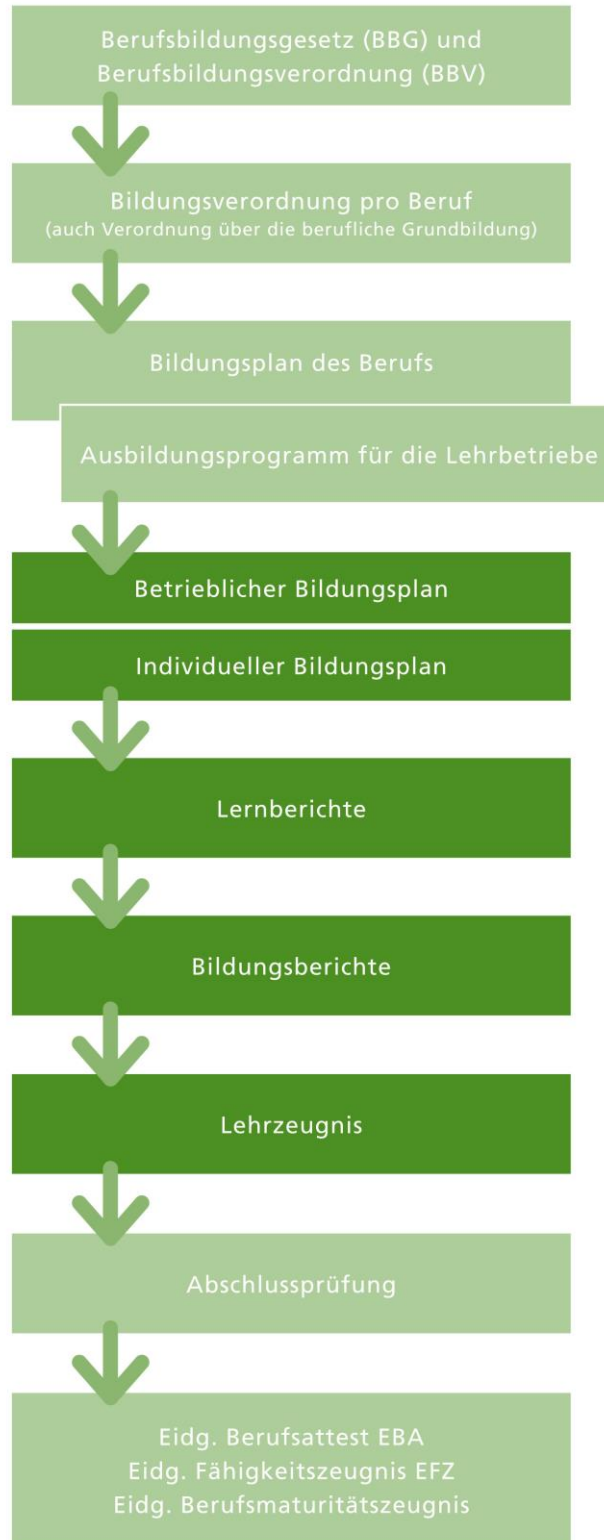 Berufsbildungsgesetz (BBG) und
Berufsbildungsverordnung (BBV)
Bildungsverordnung pro Beruf
(auch Verordnung über die berufliche Grundbildung)
Bildungsplan des Berufs
Ausbildungsprogramm für die Lehrbetriebe
Betrieblicher Bildungsplan
Individueller Bildungsplan
Lernberichte
Bildungsberichte
Lehrzeugnis
Abschlussprüfung
Eidg. Berufsattest EBA
Eidg. Fähigkeitszeugnis EFZ
Eidg. Berufsmaturitätszeugnis